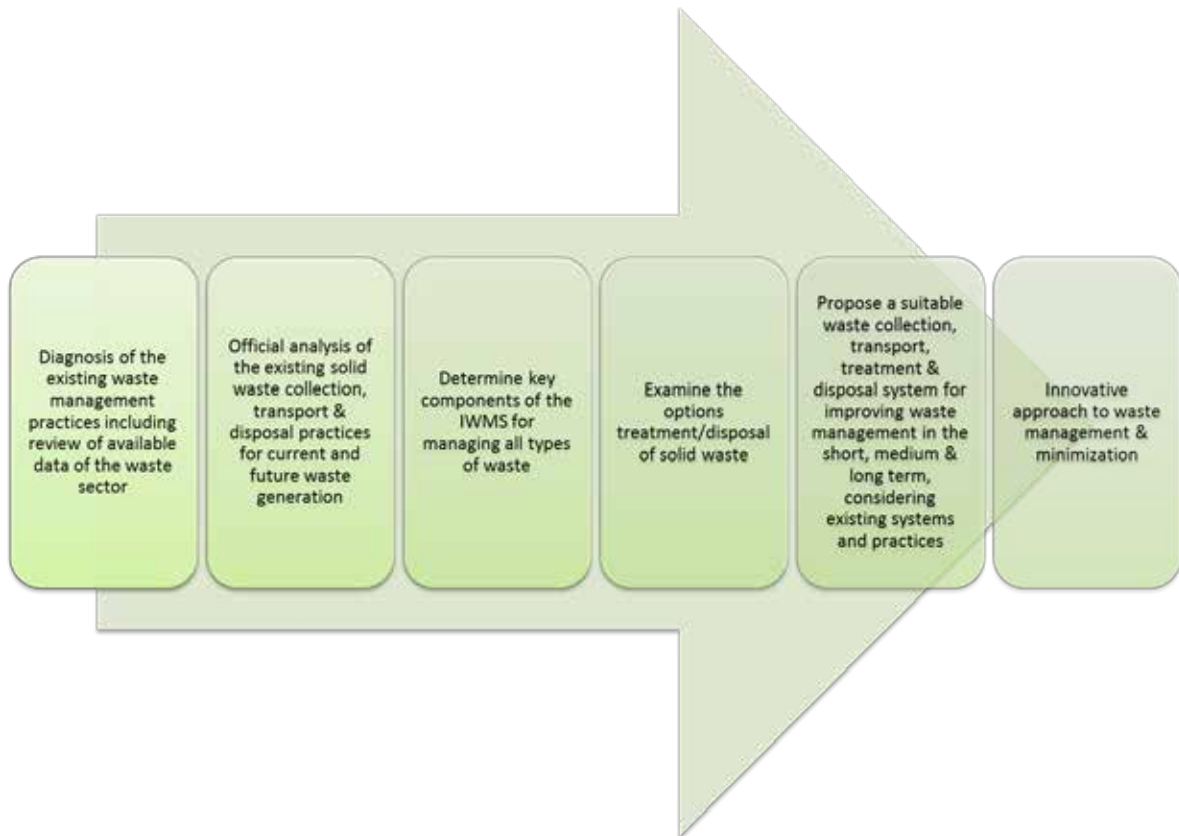 Diagnosis of the
existing waste
management
practices including
review of available
data of the waste
sector
Official analysis of
the existing solid
waste collection,
transport &
disposal practices
for current and
future waste
generation
Determine key
components of the
IWMS for
managing all types
of waste
Examine the
options
treatment/disposal
of solid waste
Propose a suitable
waste collection,
transport,
treatment &
disposal system for
improving waste
management in the
short, medium &
long term,
considering
existing systems
and practices
Innovative
approach to waste
management &
minimization